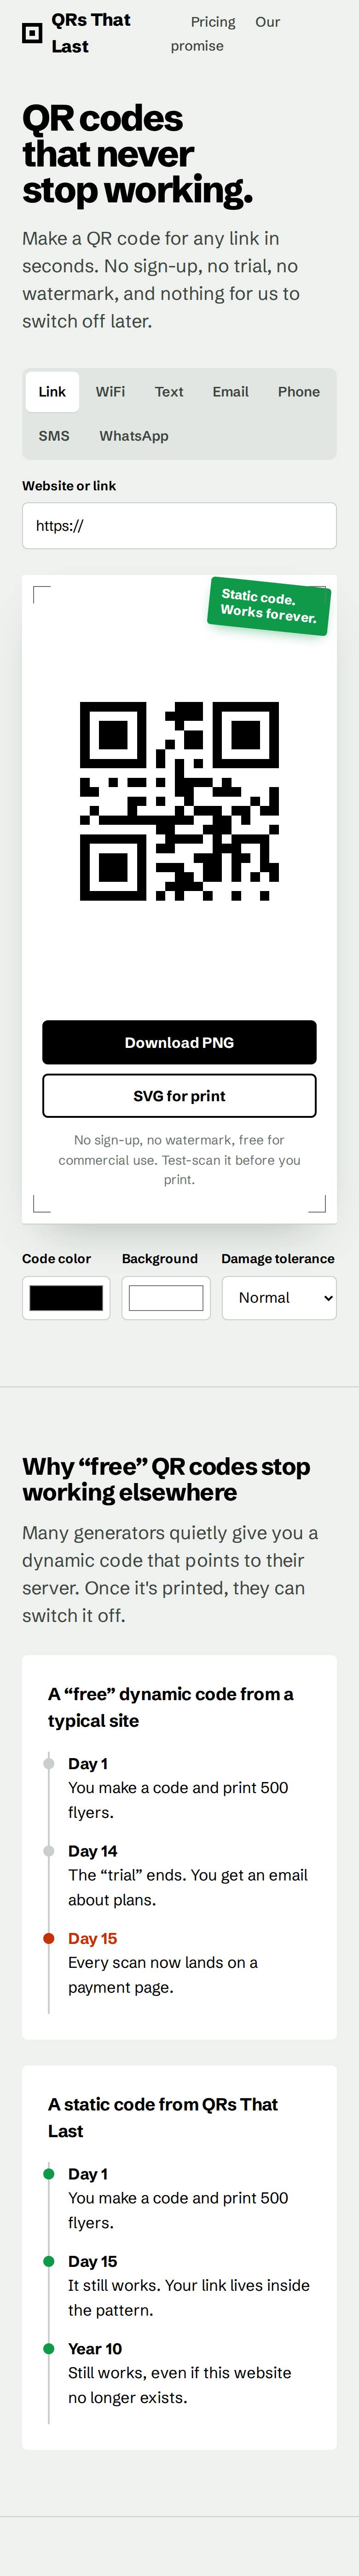 QRs That
Last
Pricing Our
promise
QR codes
that never
stop working.
Make a QR code for any link in
seconds. No sign-up, no trial, no
watermark, and nothing for us to
switch off later.
Link WiFi Text Email Phone
SMS WhatsApp
Website or link
https://
Static code.
Works forever.
Download PNG
SVG for print
No sign-up, no watermark, free for
commercial use. Test-scan it before you
print.
Code color Background Damage tolerance
Normal
Why “free” QR codes stop
working elsewhere
Many generators quietly give you a
dynamic code that points to their
server. Once it's printed, they can
switch it off.
A “free” dynamic code from a
typical site
Day 1
You make a code and print 500
flyers.
Day 14
The “trial” ends. You get an email
about plans.
Day 15
Every scan now lands on a
payment page.
A static code from QRs That
Last
Day 1
You make a code and print 500
flyers.
Day 15
It still works. Your link lives inside
the pattern.
Year 10
Still works, even if this website
no longer exists.